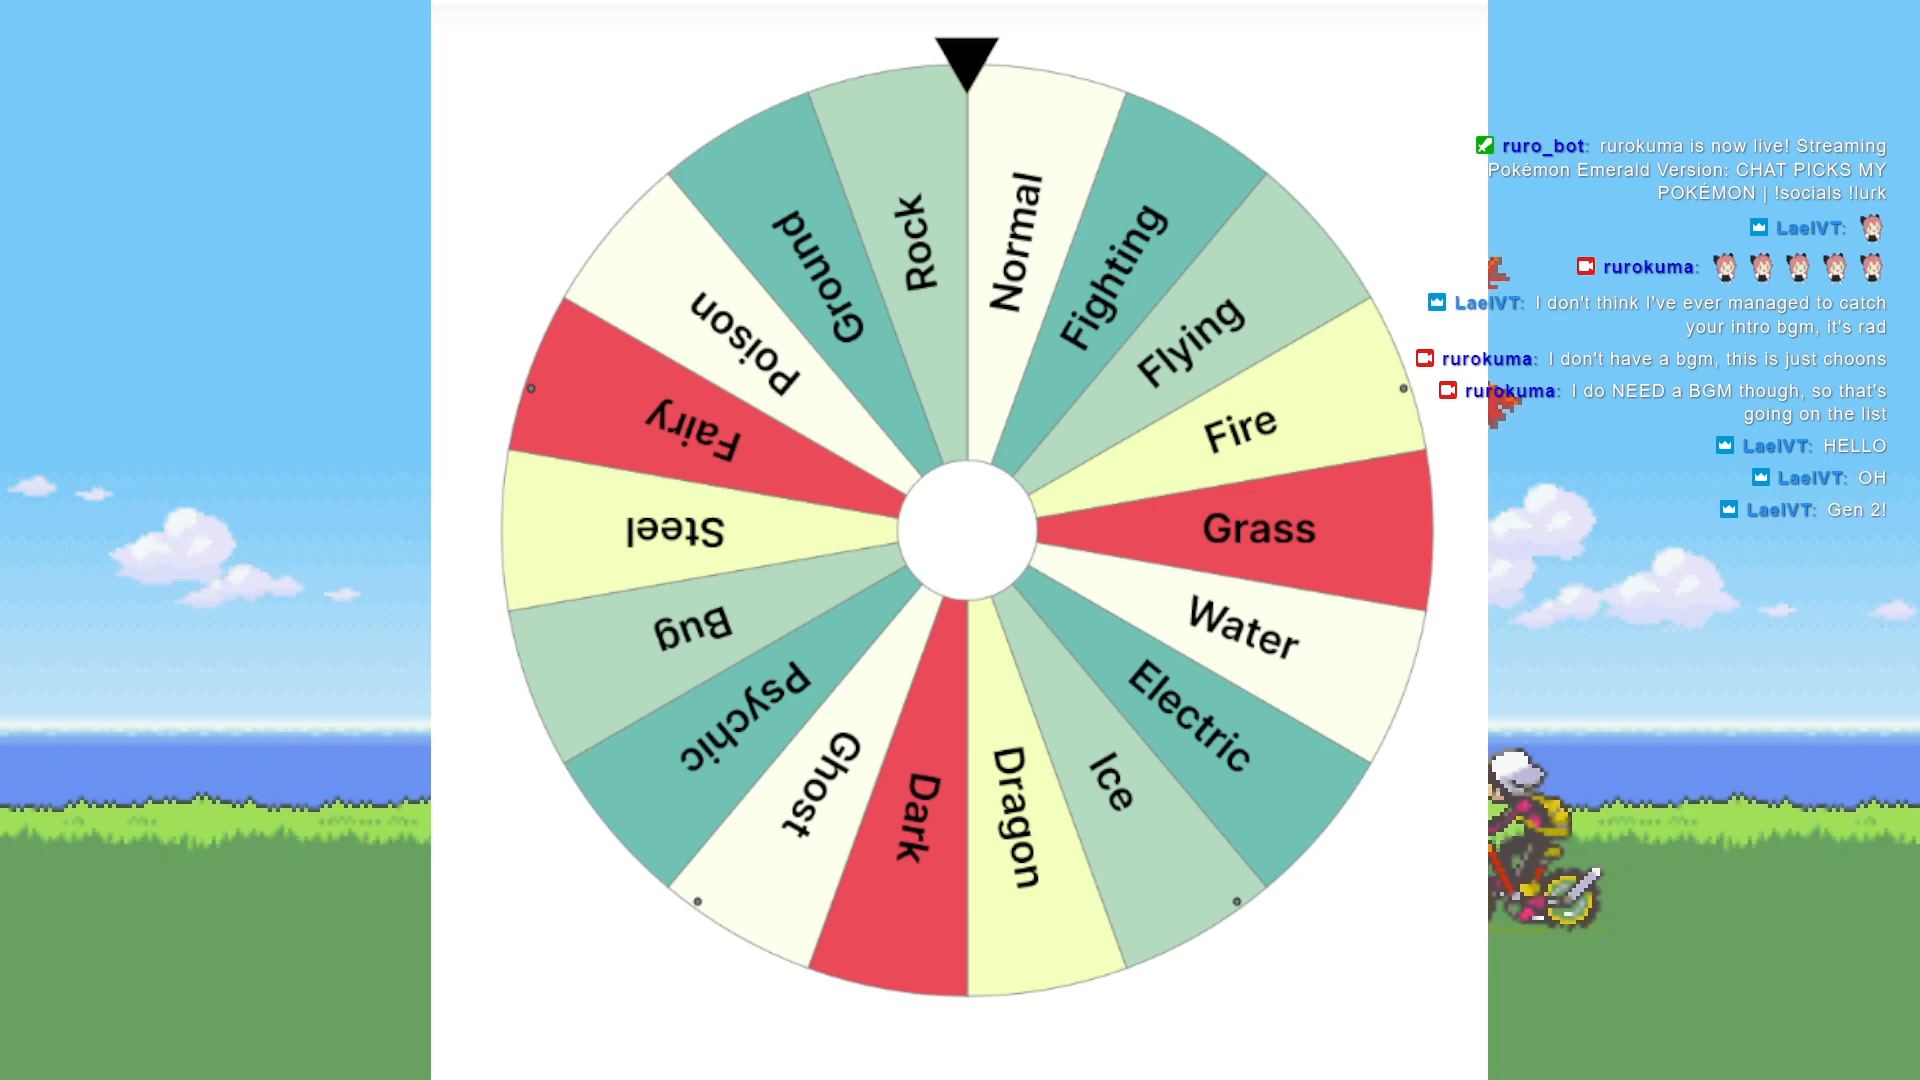 Normal
Fighting
Flying
Fire
Grass
Water
Electric
Ice
Dragon
Dark
Ghost
Psychic
Bug
Steel
Fairy
Poison
Ground
Rock
ruro_bot: rurokuma is now live! Streaming
Pokémon Emerald Version: CHAT PICKS MY
POKÉMON | !socials !lurk
LaelVT:
rurokuma:
LaelVT: I don't think I've ever managed to catch
your intro bgm, it's rad
rurokuma: I don't have a bgm, this is just choons
rurokuma: I do NEED a BGM though, so that's
going on the list
LaelVT: HELLO
LaelVT: OH
LaelVT: Gen 2!